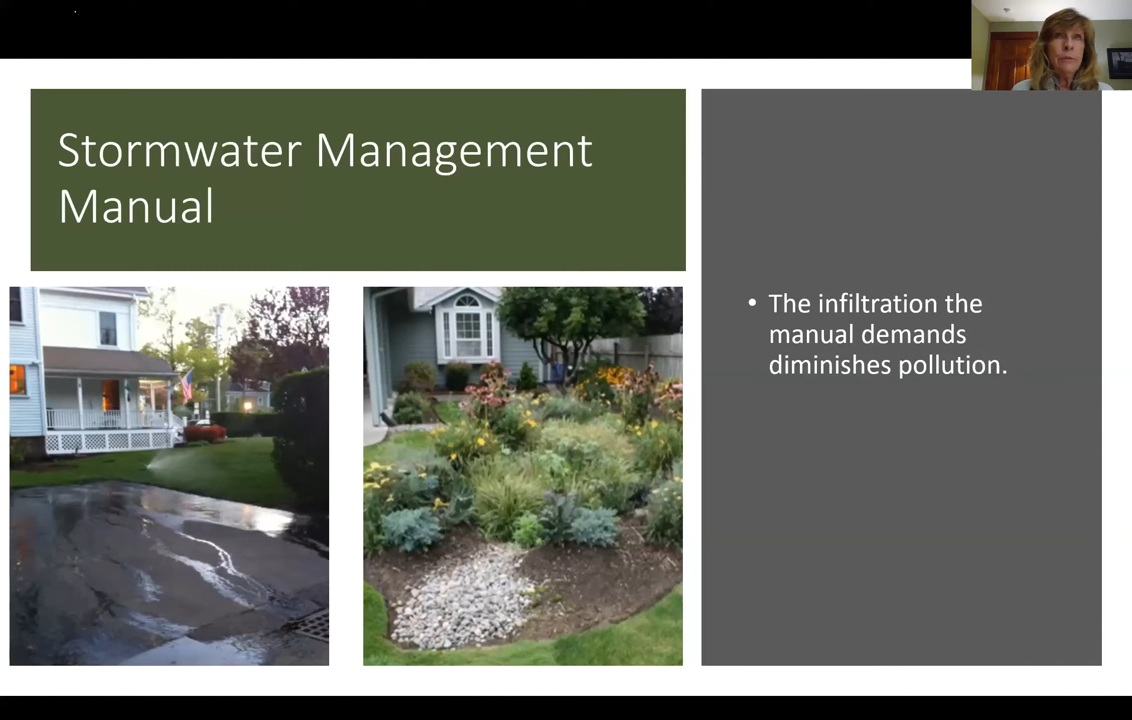 Stormwater Management
Manual
• The infiltration the
manual demands
diminishes pollution.